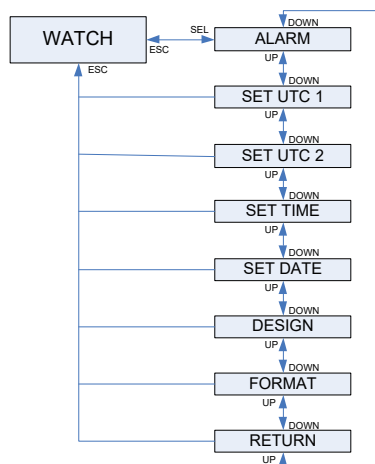 DOWN
WATCH
SEL
ESC
ALARM
ESC
UP
DOWN
SET UTC 1
UP
DOWN
SET UTC 2
UP
DOWN
SET TIME
UP
DOWN
SET DATE
UP
DOWN
DESIGN
UP
DOWN
FORMAT
UP
DOWN
RETURN
UP